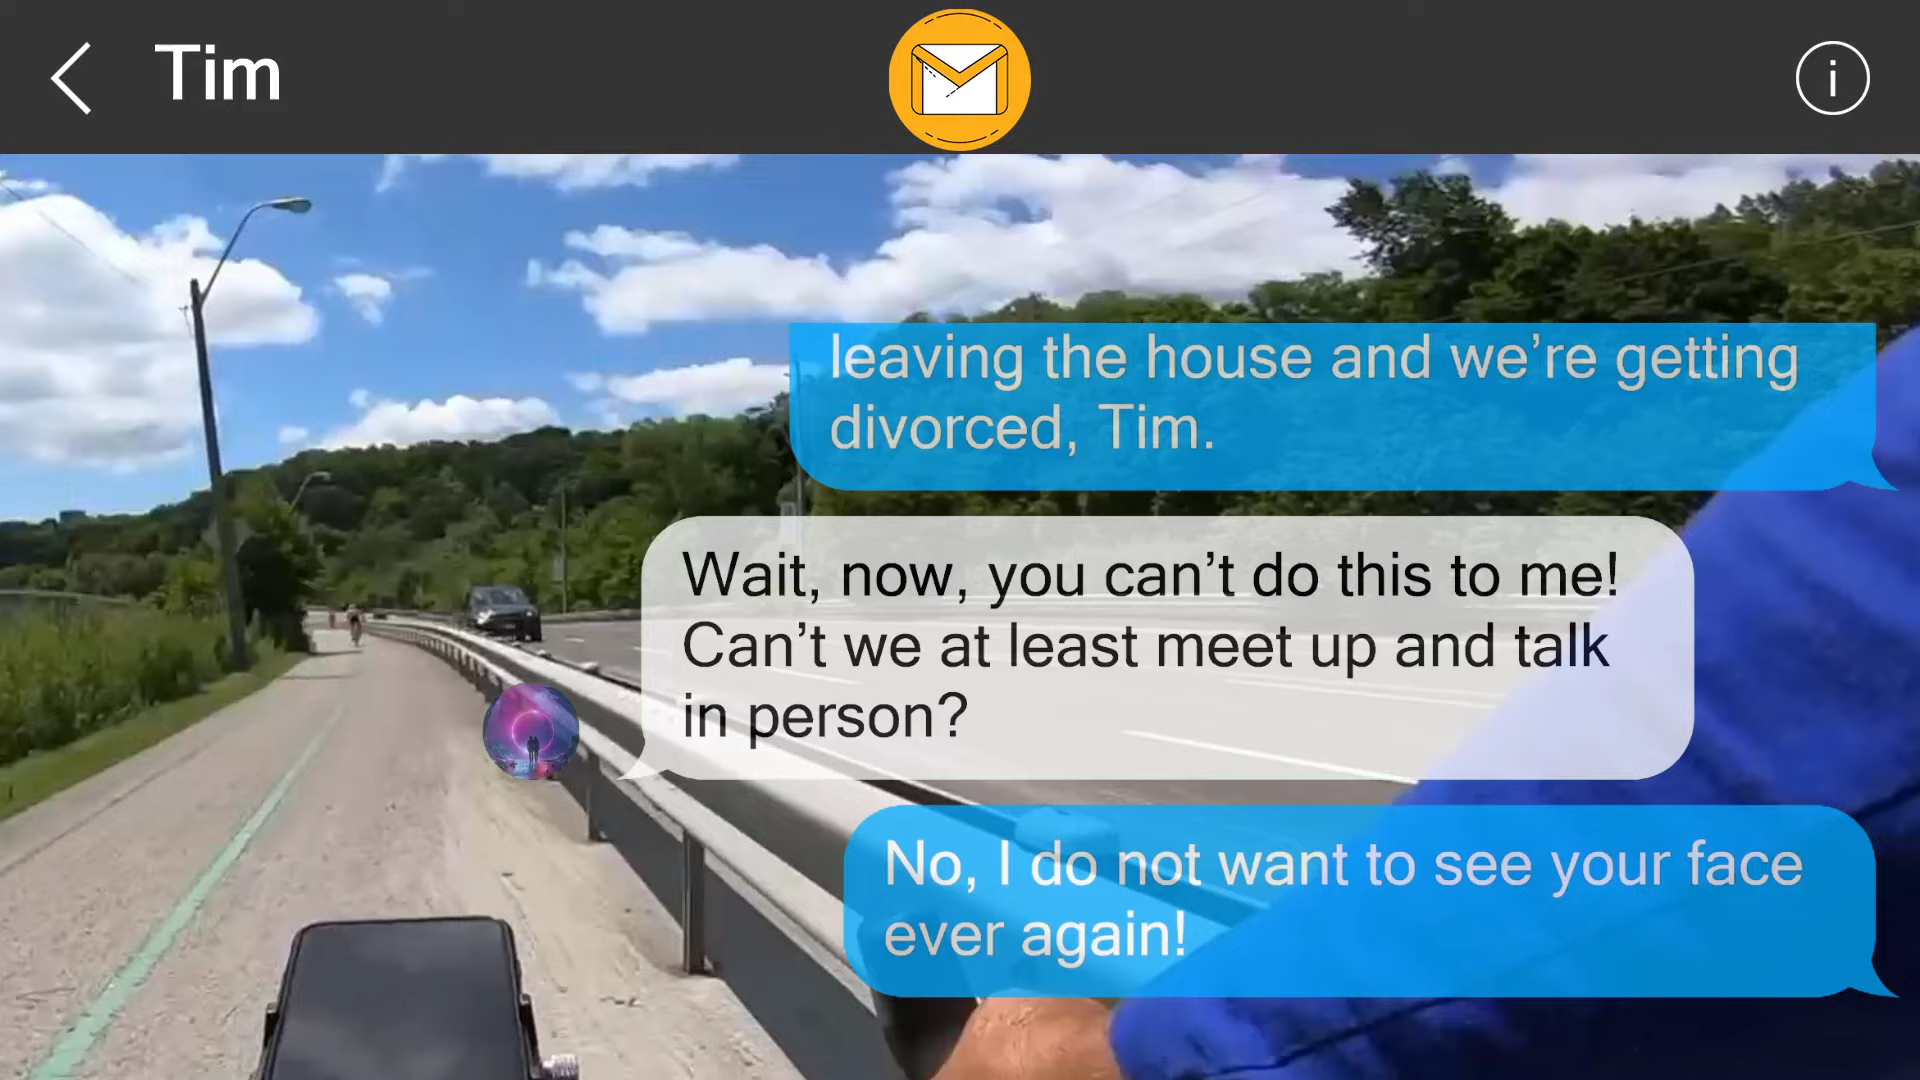 Tim
i
leaving the house and we’re getting
divorced, Tim.
Wait, now, you can’t do this to me!
Can’t we at least meet up and talk
in person?
No, I do not want to see your face
ever again!